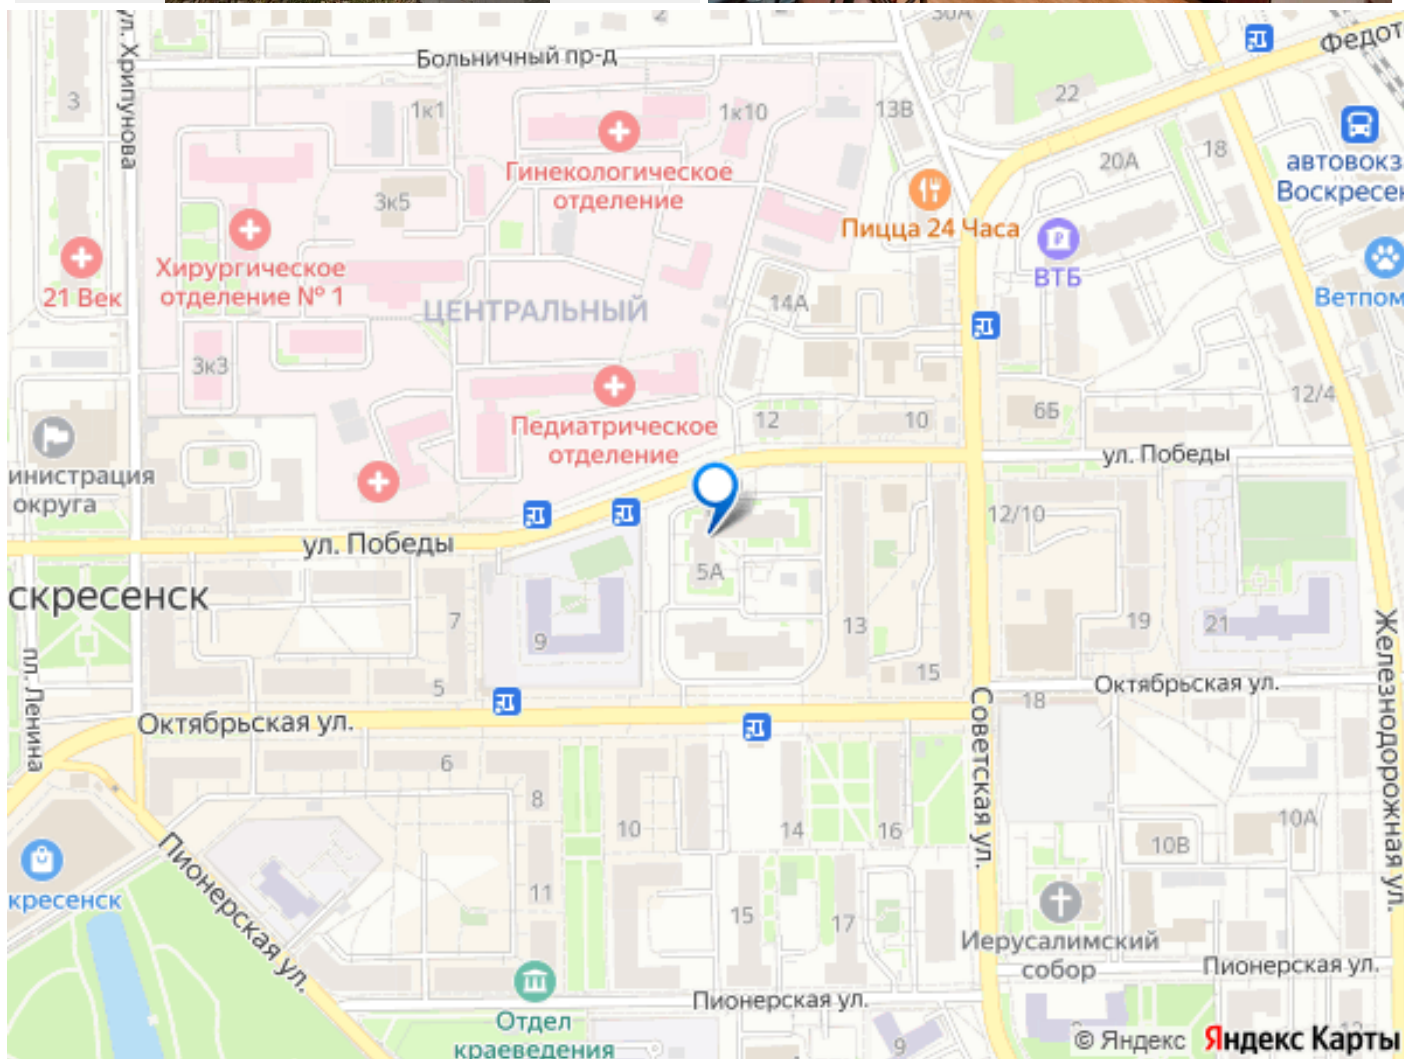 30А
2
Федот
Больничный пр-д
ул. Хрипунова
3
1к1
1к10
13В
22
20А
18
автовокза
Воскресен
Гинекологическое
отделение
3к5
Пицца 24 Часа
ВТБ
Хирургическое
отделение № 1
21 Век
Ветпом
ЦЕНТРАЛЬНЫЙ
14А
3к3
12/4
Педиатрическое
отделение
12
10
6Б
ул. Победы
инистрация
округа
12/10
ул. Победы
5А
скресенск
7
9
13
19
21
Железнодорожная ул.
пл. Ленина
5
15
Октябрьская ул.
18
Октябрьская ул.
Советская ул.
6
8
10
14
16
10А
10В
Пионерская ул.
кресенск
11
15
17
Иерусалимский
собор
Пионерская ул.
Пионерская ул.
Отдел
краеведения
9
© Яндекс Яндекс Карты